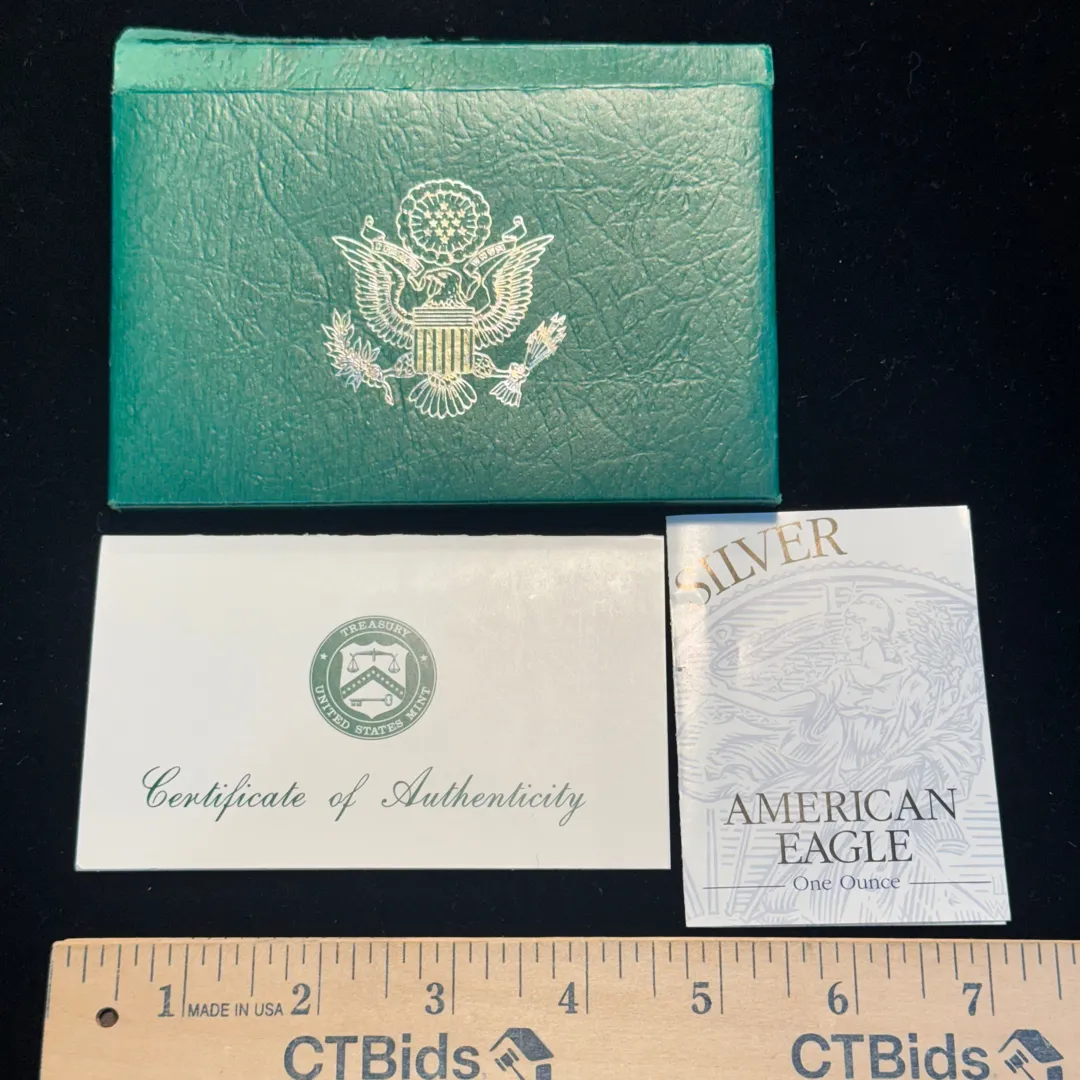 TREASURY
UNITED STATES MINT
Certificate of Authenticity
SILVER
AMERICAN
EAGLE
One Ounce
1 MADE IN USA 2 3 4 5 6 7
CTBids CTBids